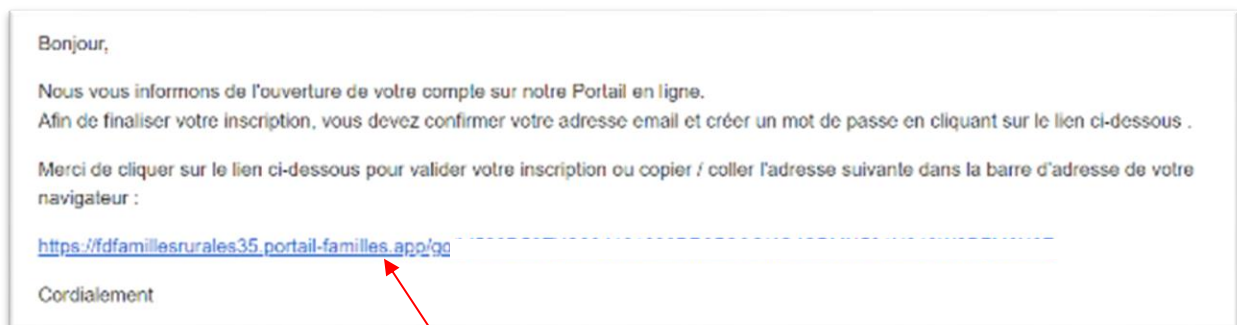 Bonjour,
Nous vous informons de l'ouverture de votre compte sur notre Portail en ligne.
Afin de finaliser votre inscription, vous devez confirmer votre adresse email et créer un mot de passe en cliquant sur le lien ci-dessous .
Merci de cliquer sur le lien ci-dessous pour valider votre inscription ou copier / coller l'adresse suivante dans la barre d'adresse de votre
navigateur :
https://fdfamillesrurales35.portail-familles.app/
Cordialement